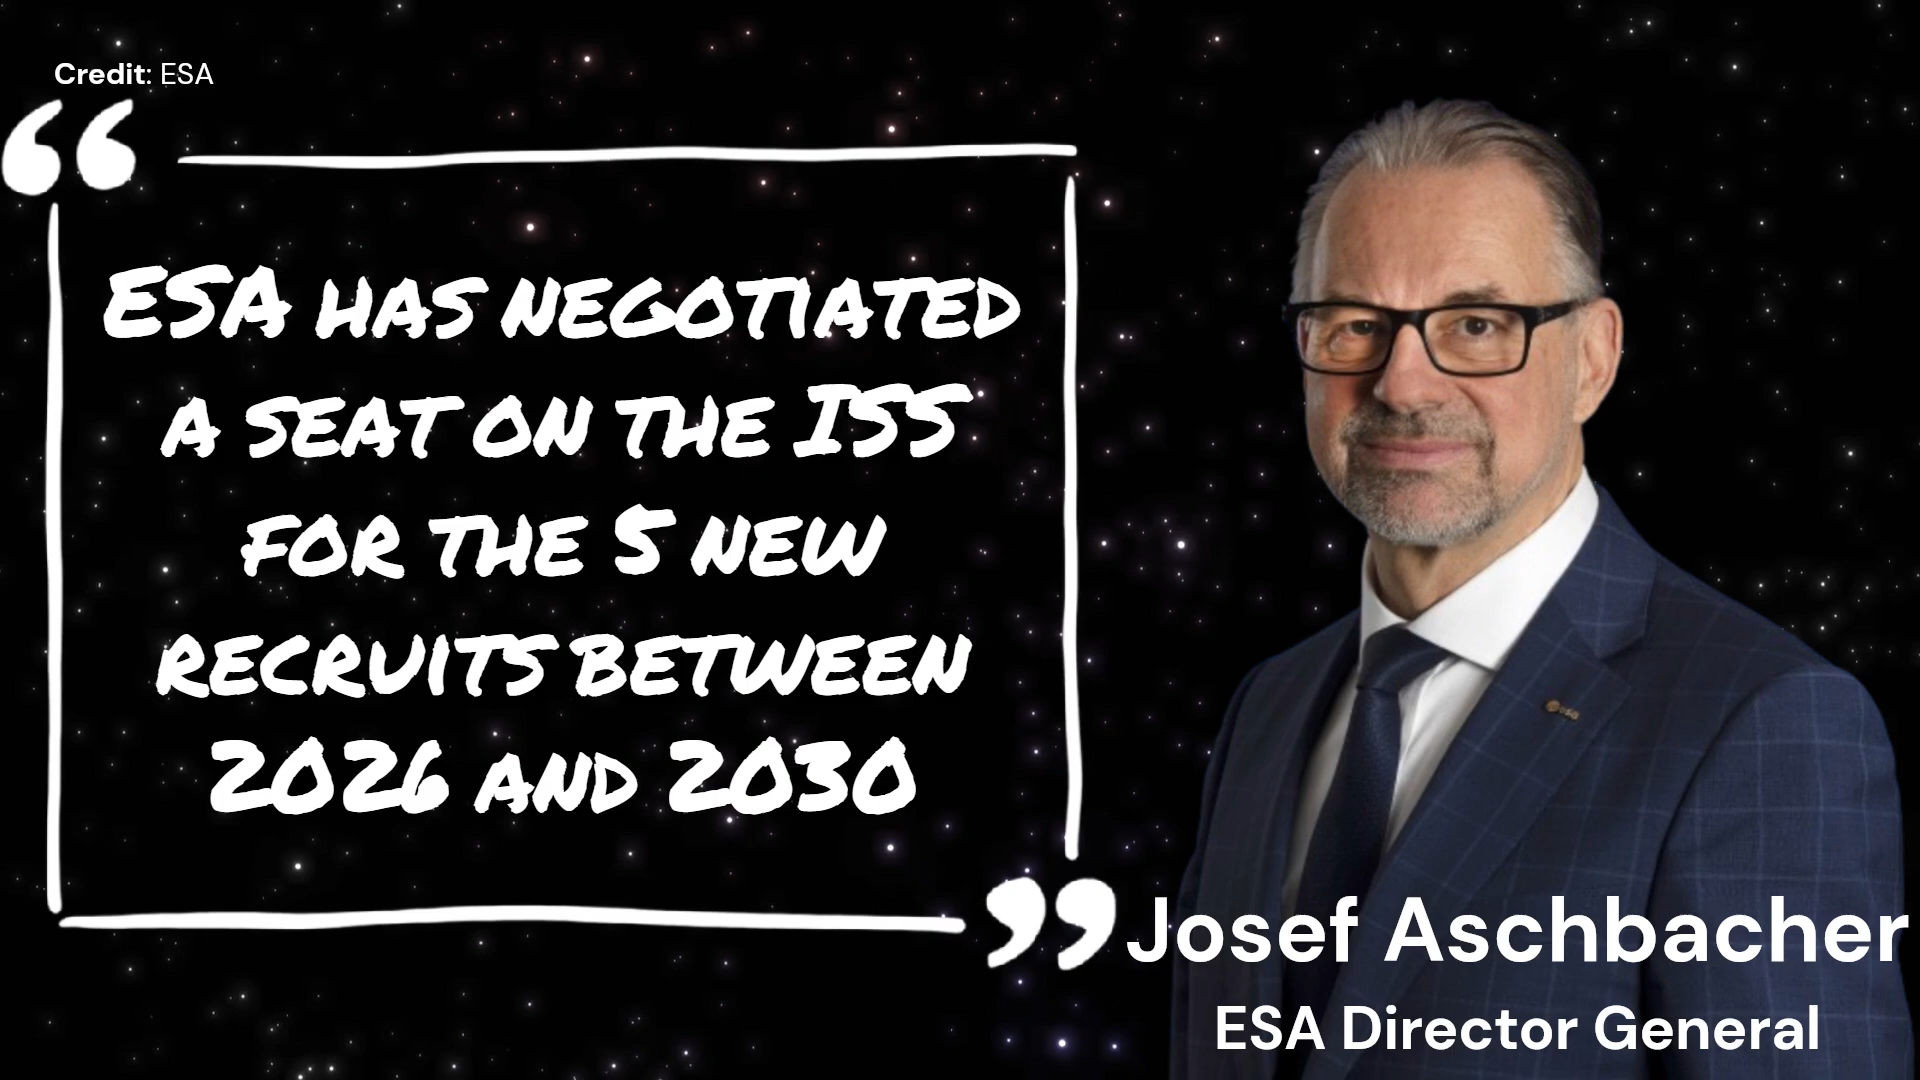 Credit: ESA
“
ESA HAS NEGOTIATED
A SEAT ON THE ISS
FOR THE 5 NEW
RECRUITS BETWEEN
2026 AND 2030
”
Josef Aschbacher
ESA Director General
esa